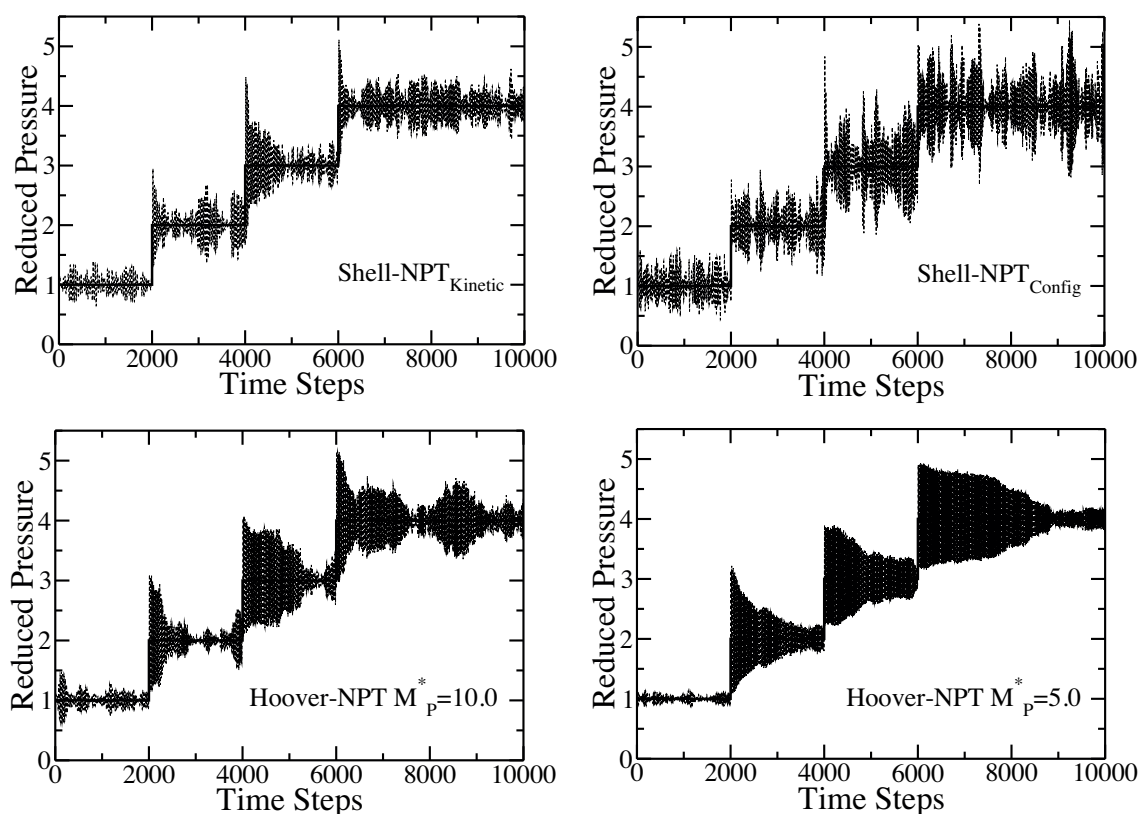 5
4
3
2
1
0
Reduced Pressure
Shell-NPT_Kinetic
0 2000 4000 6000 8000 10000
Time Steps
5
4
3
2
1
0
Reduced Pressure
Shell-NPT_Config
0 2000 4000 6000 8000 10000
Time Steps
5
4
3
2
1
0
Reduced Pressure
Hoover-NPT M*_P=10.0
0 2000 4000 6000 8000 10000
Time Steps
5
4
3
2
1
0
Reduced Pressure
Hoover-NPT M*_P=5.0
0 2000 4000 6000 8000 10000
Time Steps